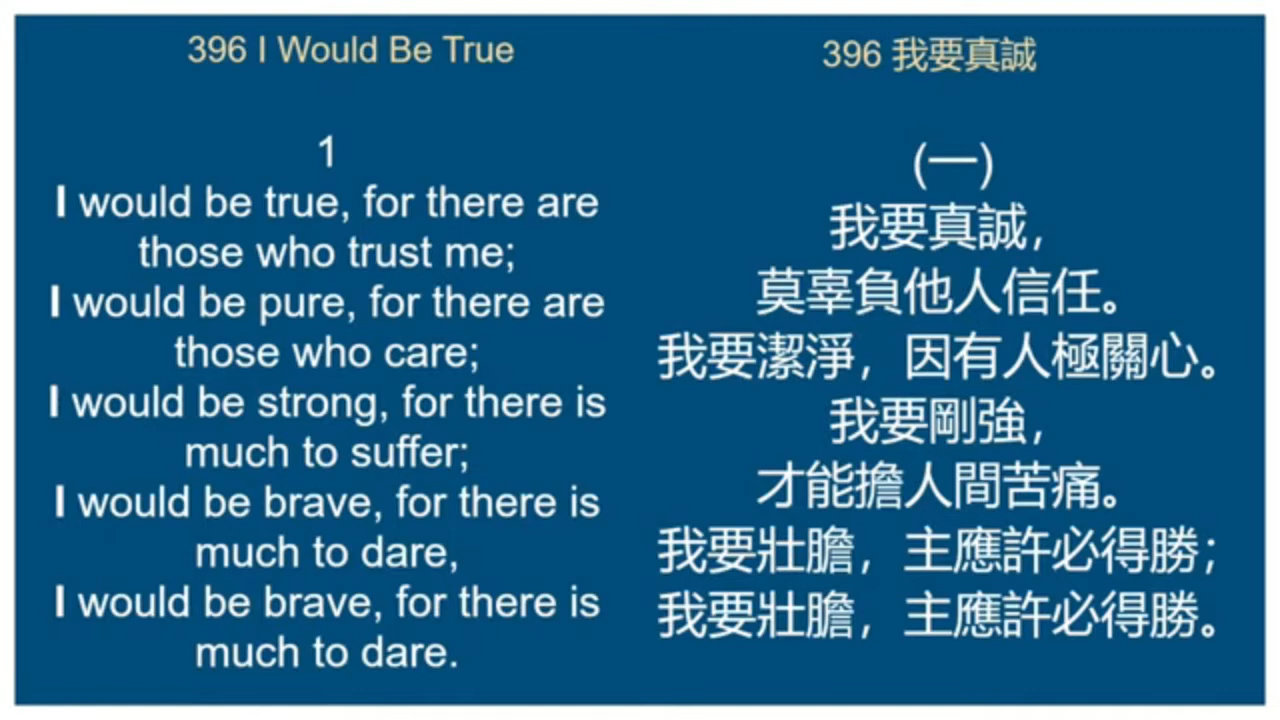 396 I Would Be True
1
I would be true, for there are
those who trust me;
I would be pure, for there are
those who care;
I would be strong, for there is
much to suffer;
I would be brave, for there is
much to dare,
I would be brave, for there is
much to dare.
396 我要真誠
(一)
我要真誠，
莫辜負他人信任。
我要潔淨，因有人極關心。
我要剛強，
才能擔人間苦痛。
我要壯膽，主應許必得勝；
我要壯膽，主應許必得勝。